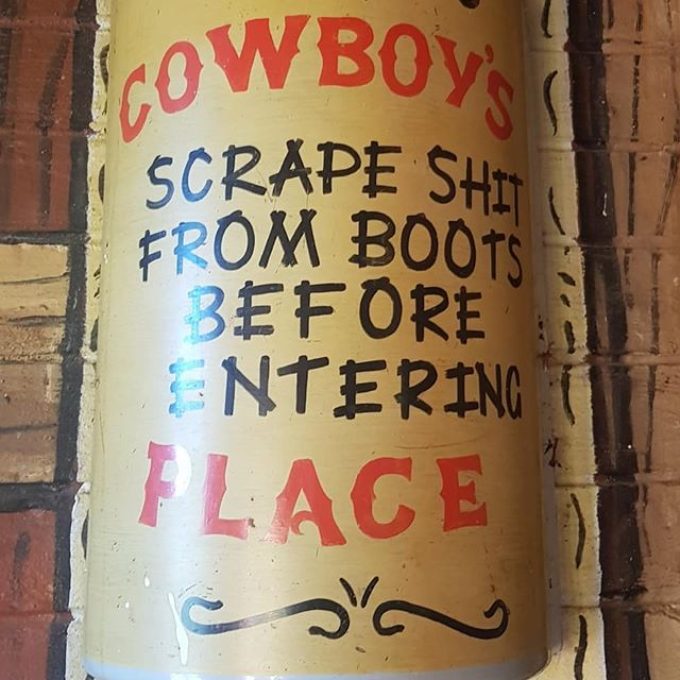 COWBOY'S
SCRAPE SHIT
FROM BOOTS
BEFORE
ENTERING
PLACE